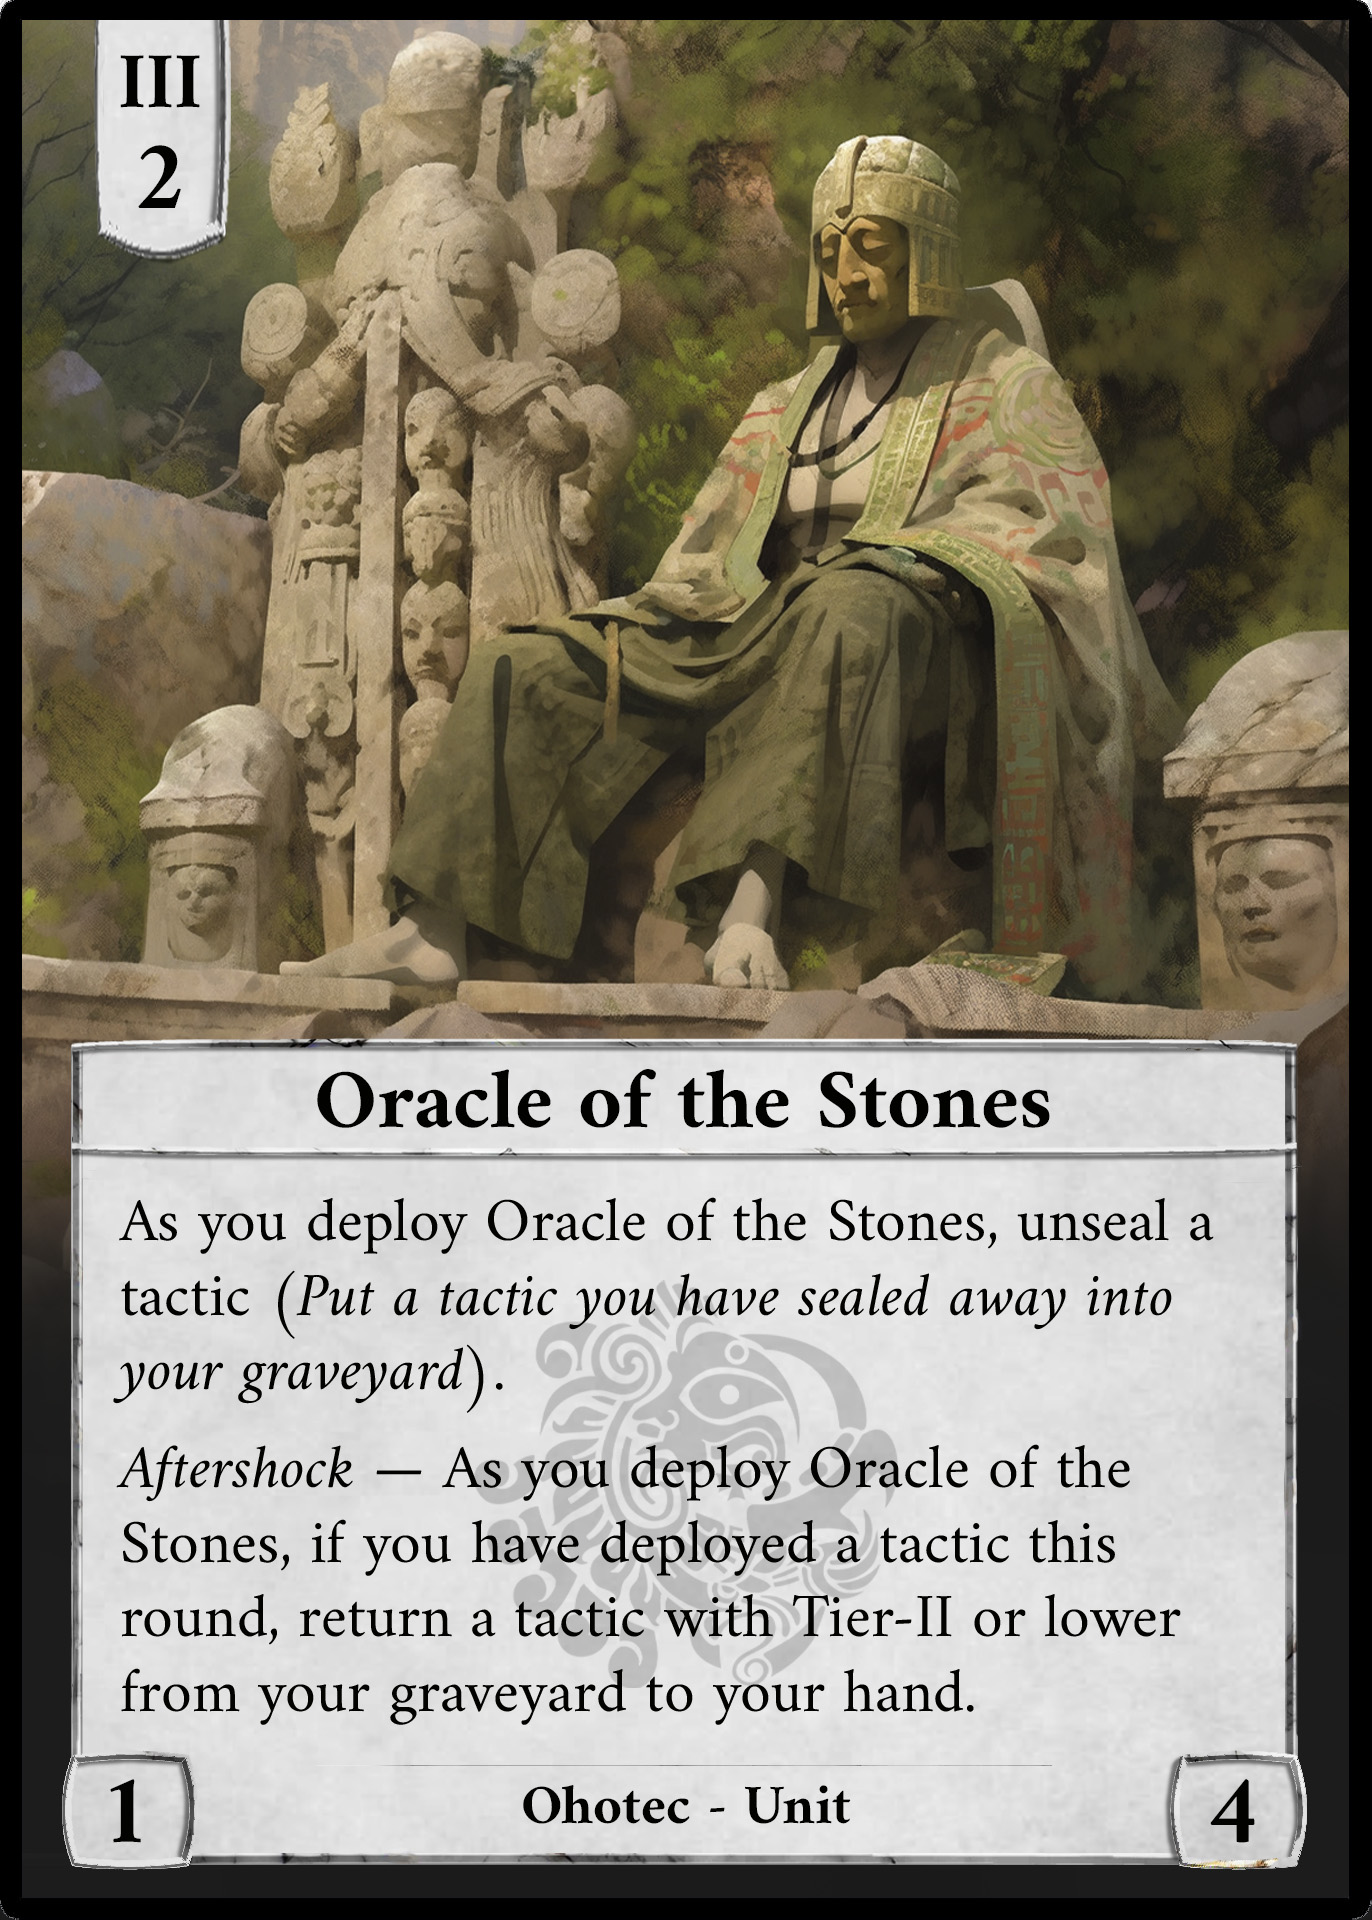 III
2
Oracle of the Stones
As you deploy Oracle of the Stones, unseal a
tactic (Put a tactic you have sealed away into
your graveyard).
Aftershock — As you deploy Oracle of the
Stones, if you have deployed a tactic this
round, return a tactic with Tier-II or lower
from your graveyard to your hand.
1
Ohotec - Unit
4